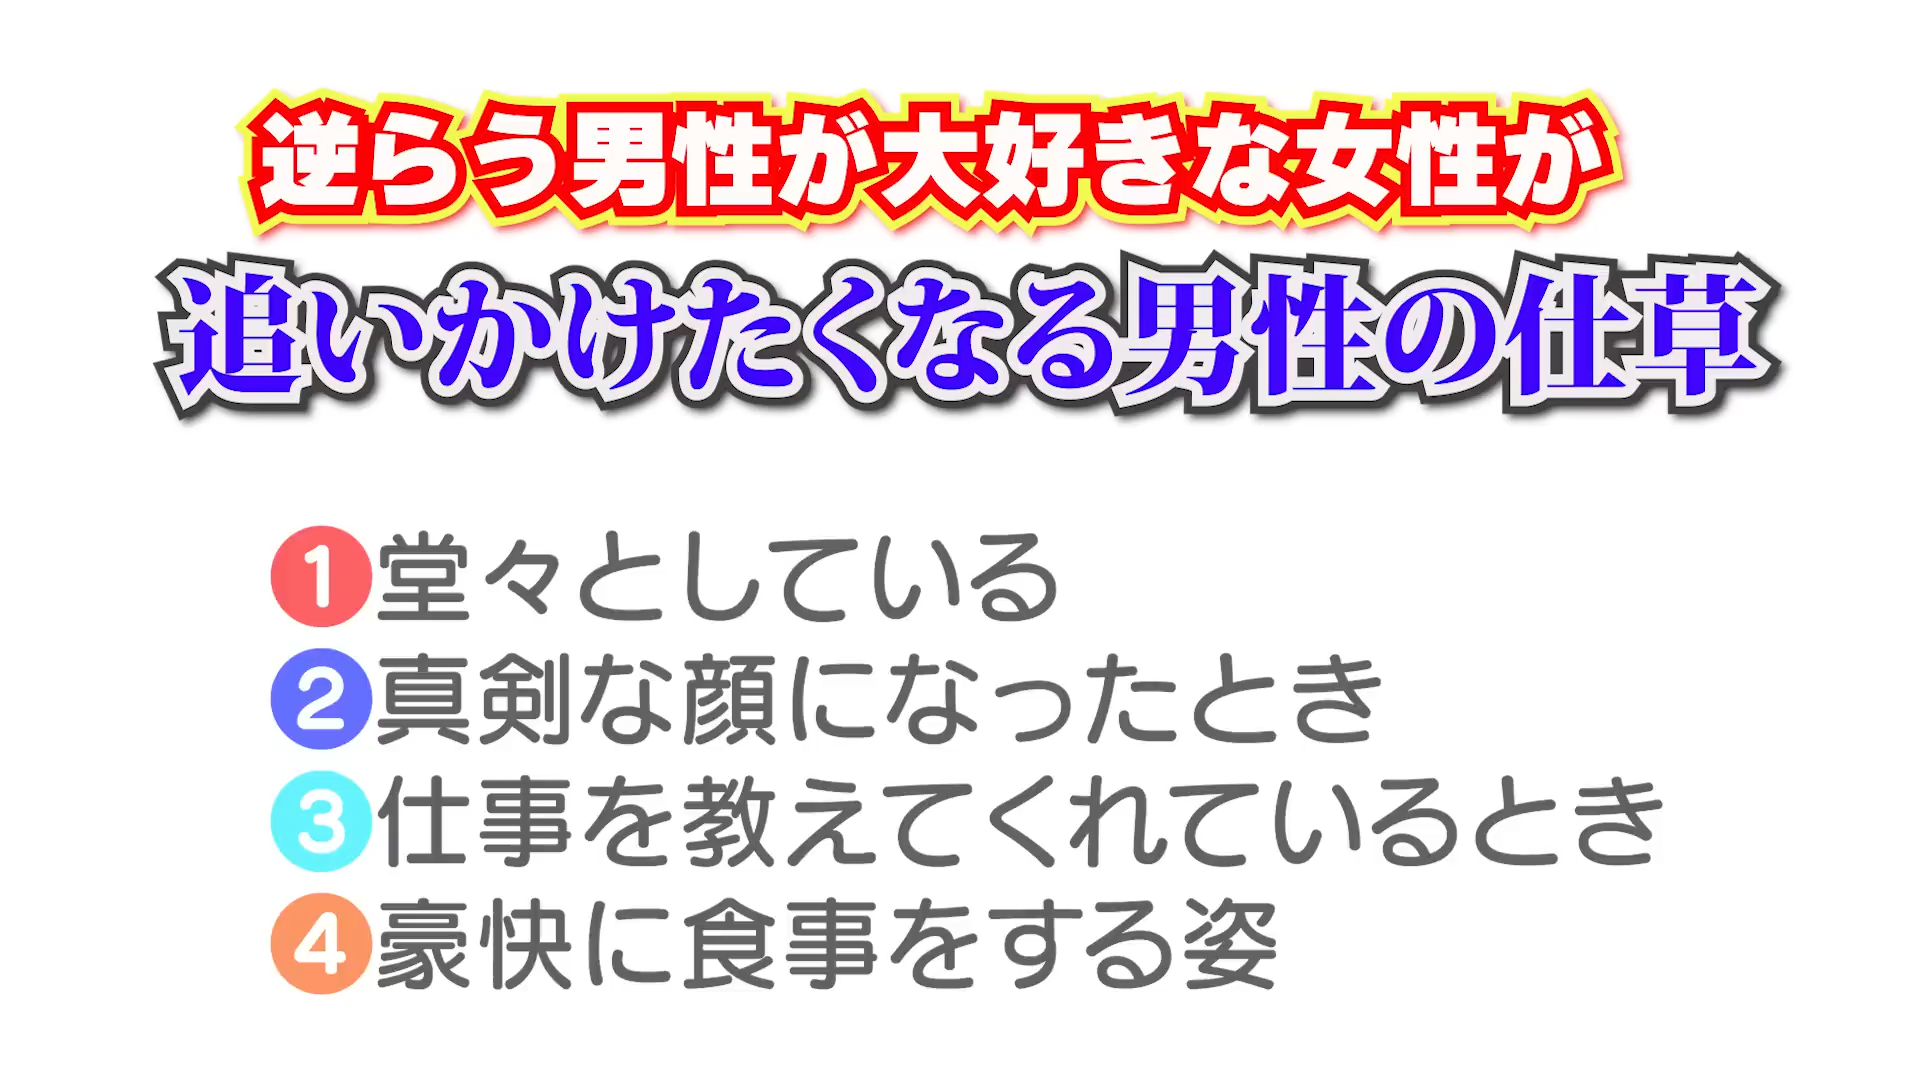 逆らう男性が大好きな女性が
追いかけたくなる男性の仕草
1堂々としている
2真剣な顔になったとき
3仕事を教えてくれているとき
4豪快に食事をする姿